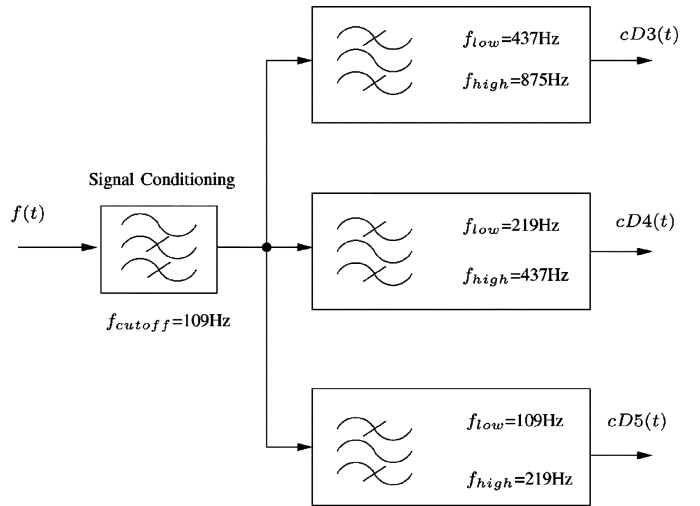 f_low=437Hz
cD3(t)
f_high=875Hz
Signal Conditioning
f(t)
f_low=219Hz
cD4(t)
f_high=437Hz
f_cutoff=109Hz
f_low=109Hz
cD5(t)
f_high=219Hz